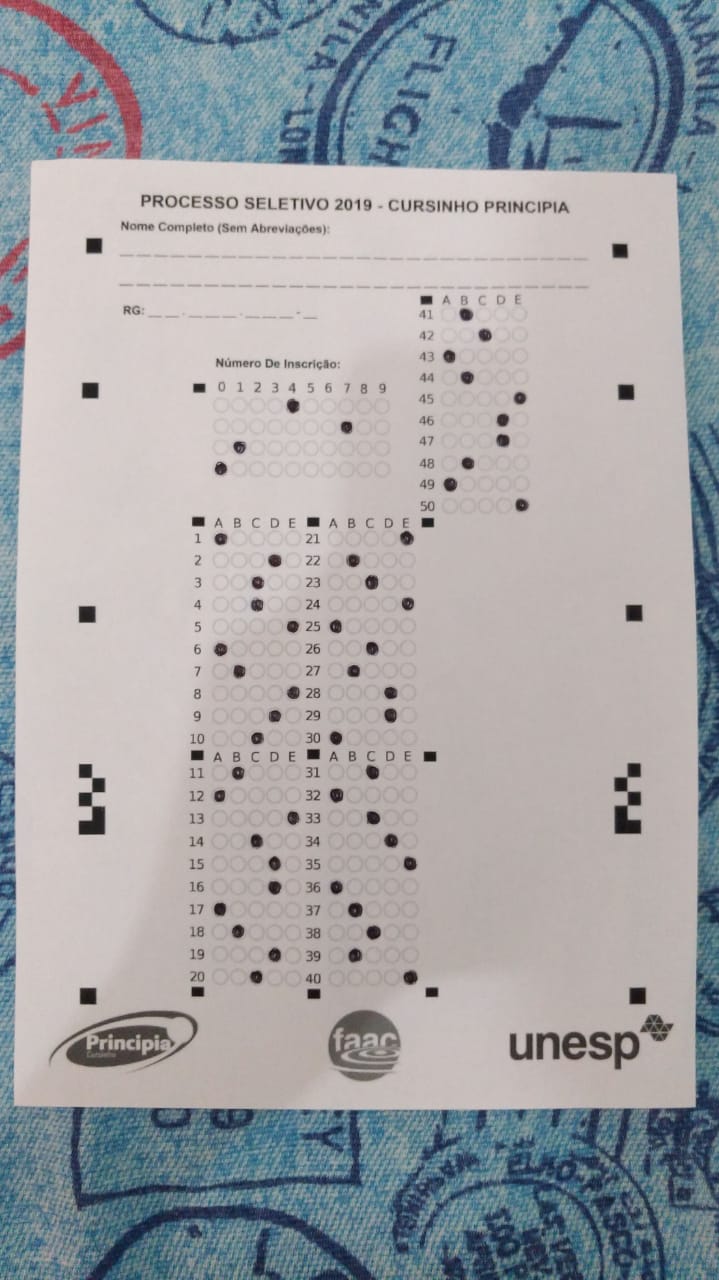 MANILA
FLIGH
MANILA - LON
PROCESSO SELETIVO 2019 - CURSINHO PRINCIPIA
Nome Completo (Sem Abreviações):
RG: __ __ . __ __ __ . __ __ __ - __
A B C D E
41
42
43
44
45
46
47
48
49
50
Número De Inscrição:
0 1 2 3 4 5 6 7 8 9
A B C D E A B C D E
1 21
2 22
3 23
4 24
5 25
6 26
7 27
8 28
9 29
10 30
A B C D E A B C D E
11 31
12 32
13 33
14 34
15 35
16 36
17 37
18 38
19 39
20 40
Principia
Cursinho
faac
unesp